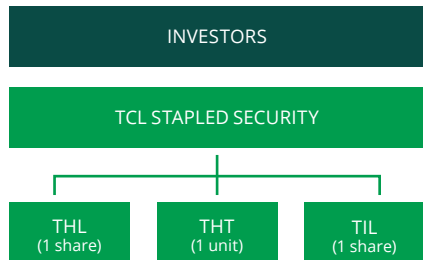 INVESTORS
TCL STAPLED SECURITY
THL
(1 share)
THT
(1 unit)
TIL
(1 share)